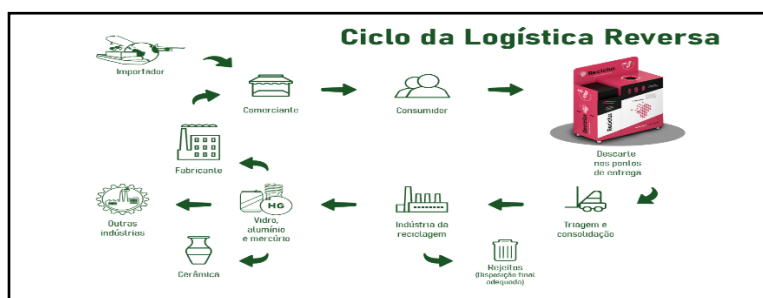 Ciclo da Logística Reversa
Importador
Comerciante
Consumidor
Reciclus
Descarte
nos pontos
de entrega
Fabricante
HG
Outras
indústrias
Vidro,
alumínio
e mercúrio
Indústria da
reciclagem
Triagem e
consolidação
Cerâmica
Rejeitos
(Disposição final
adequada)